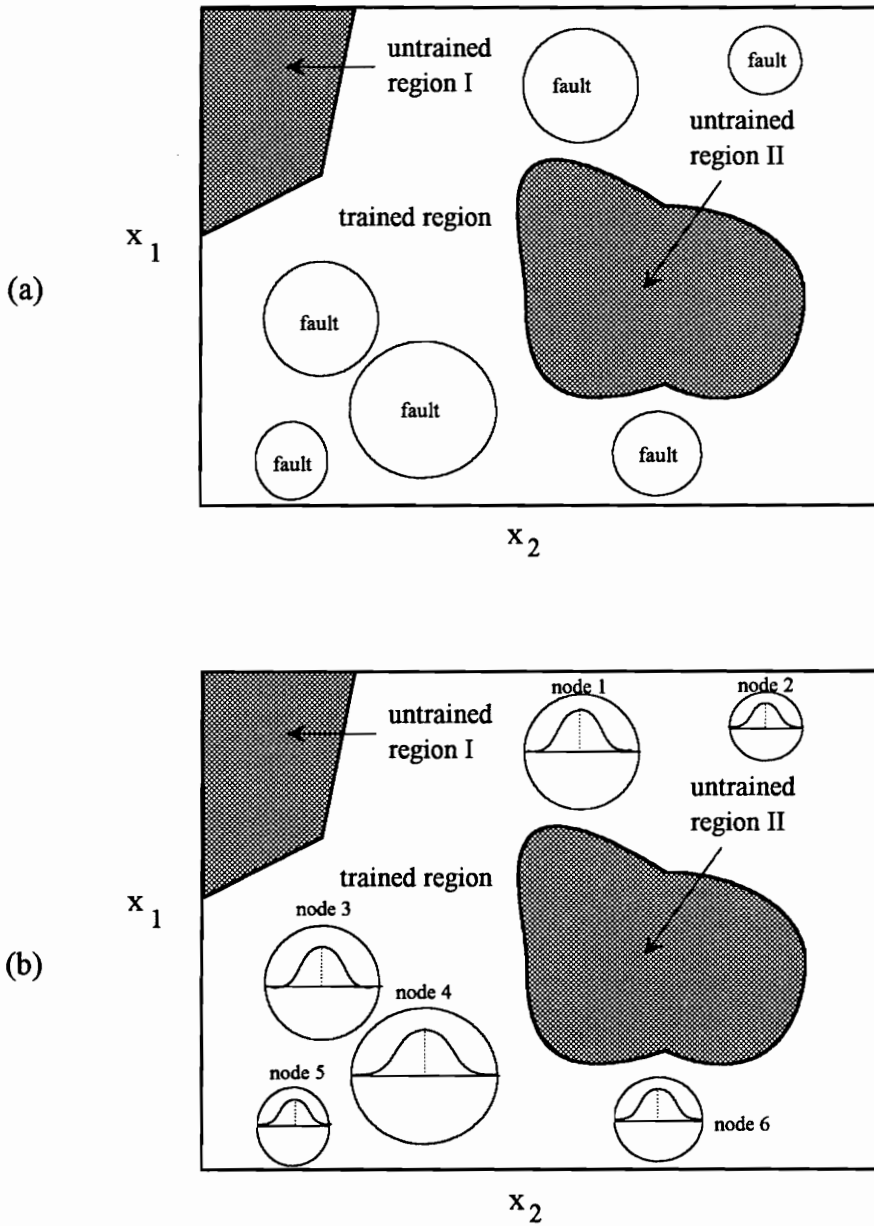 untrained
region I
fault
fault
untrained
region II
trained region
x 1
(a)
fault
fault
fault
fault
x 2
node 1
node 2
untrained
region I
untrained
region II
trained region
x 1
node 3
(b)
node 4
node 5
node 6
x 2